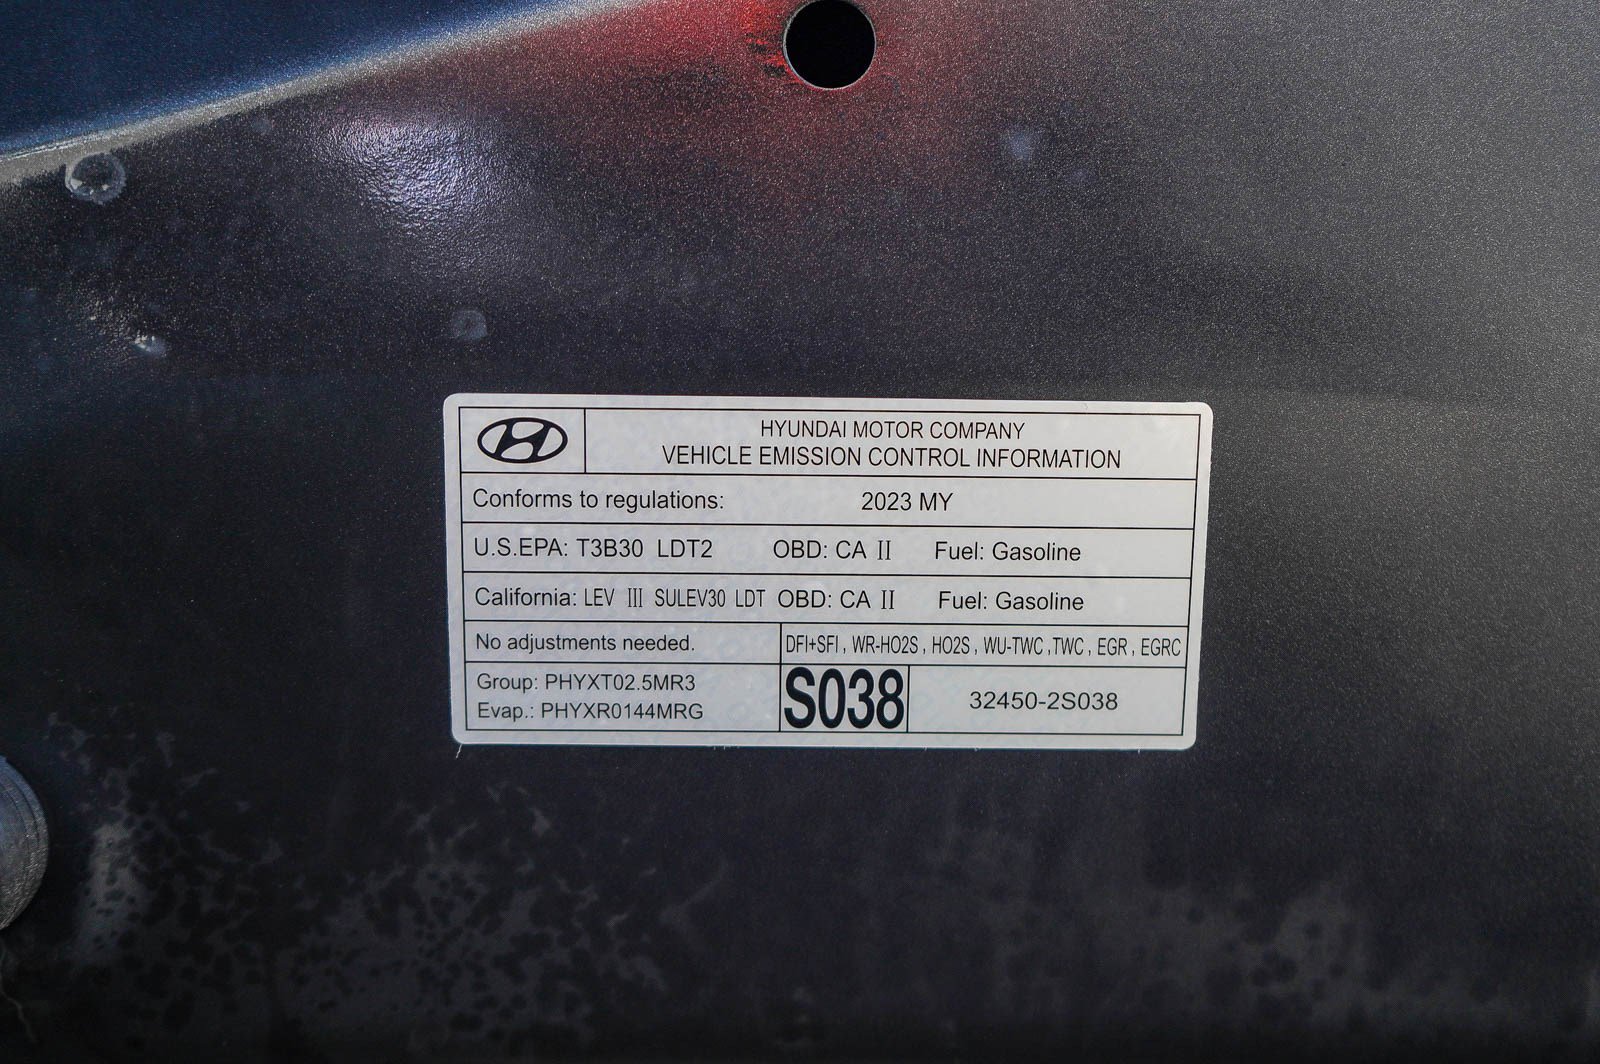 HYUNDAI MOTOR COMPANY
VEHICLE EMISSION CONTROL INFORMATION
Conforms to regulations: 2023 MY
U.S.EPA: T3B30 LDT2 OBD: CA II Fuel: Gasoline
California: LEV III SULEV30 LDT OBD: CA II Fuel: Gasoline
No adjustments needed. DFI+SFI , WR-HO2S , HO2S , WU-TWC ,TWC , EGR , EGRC
Group: PHYXT02.5MR3
Evap.: PHYXR0144MRG
S038 32450-2S038